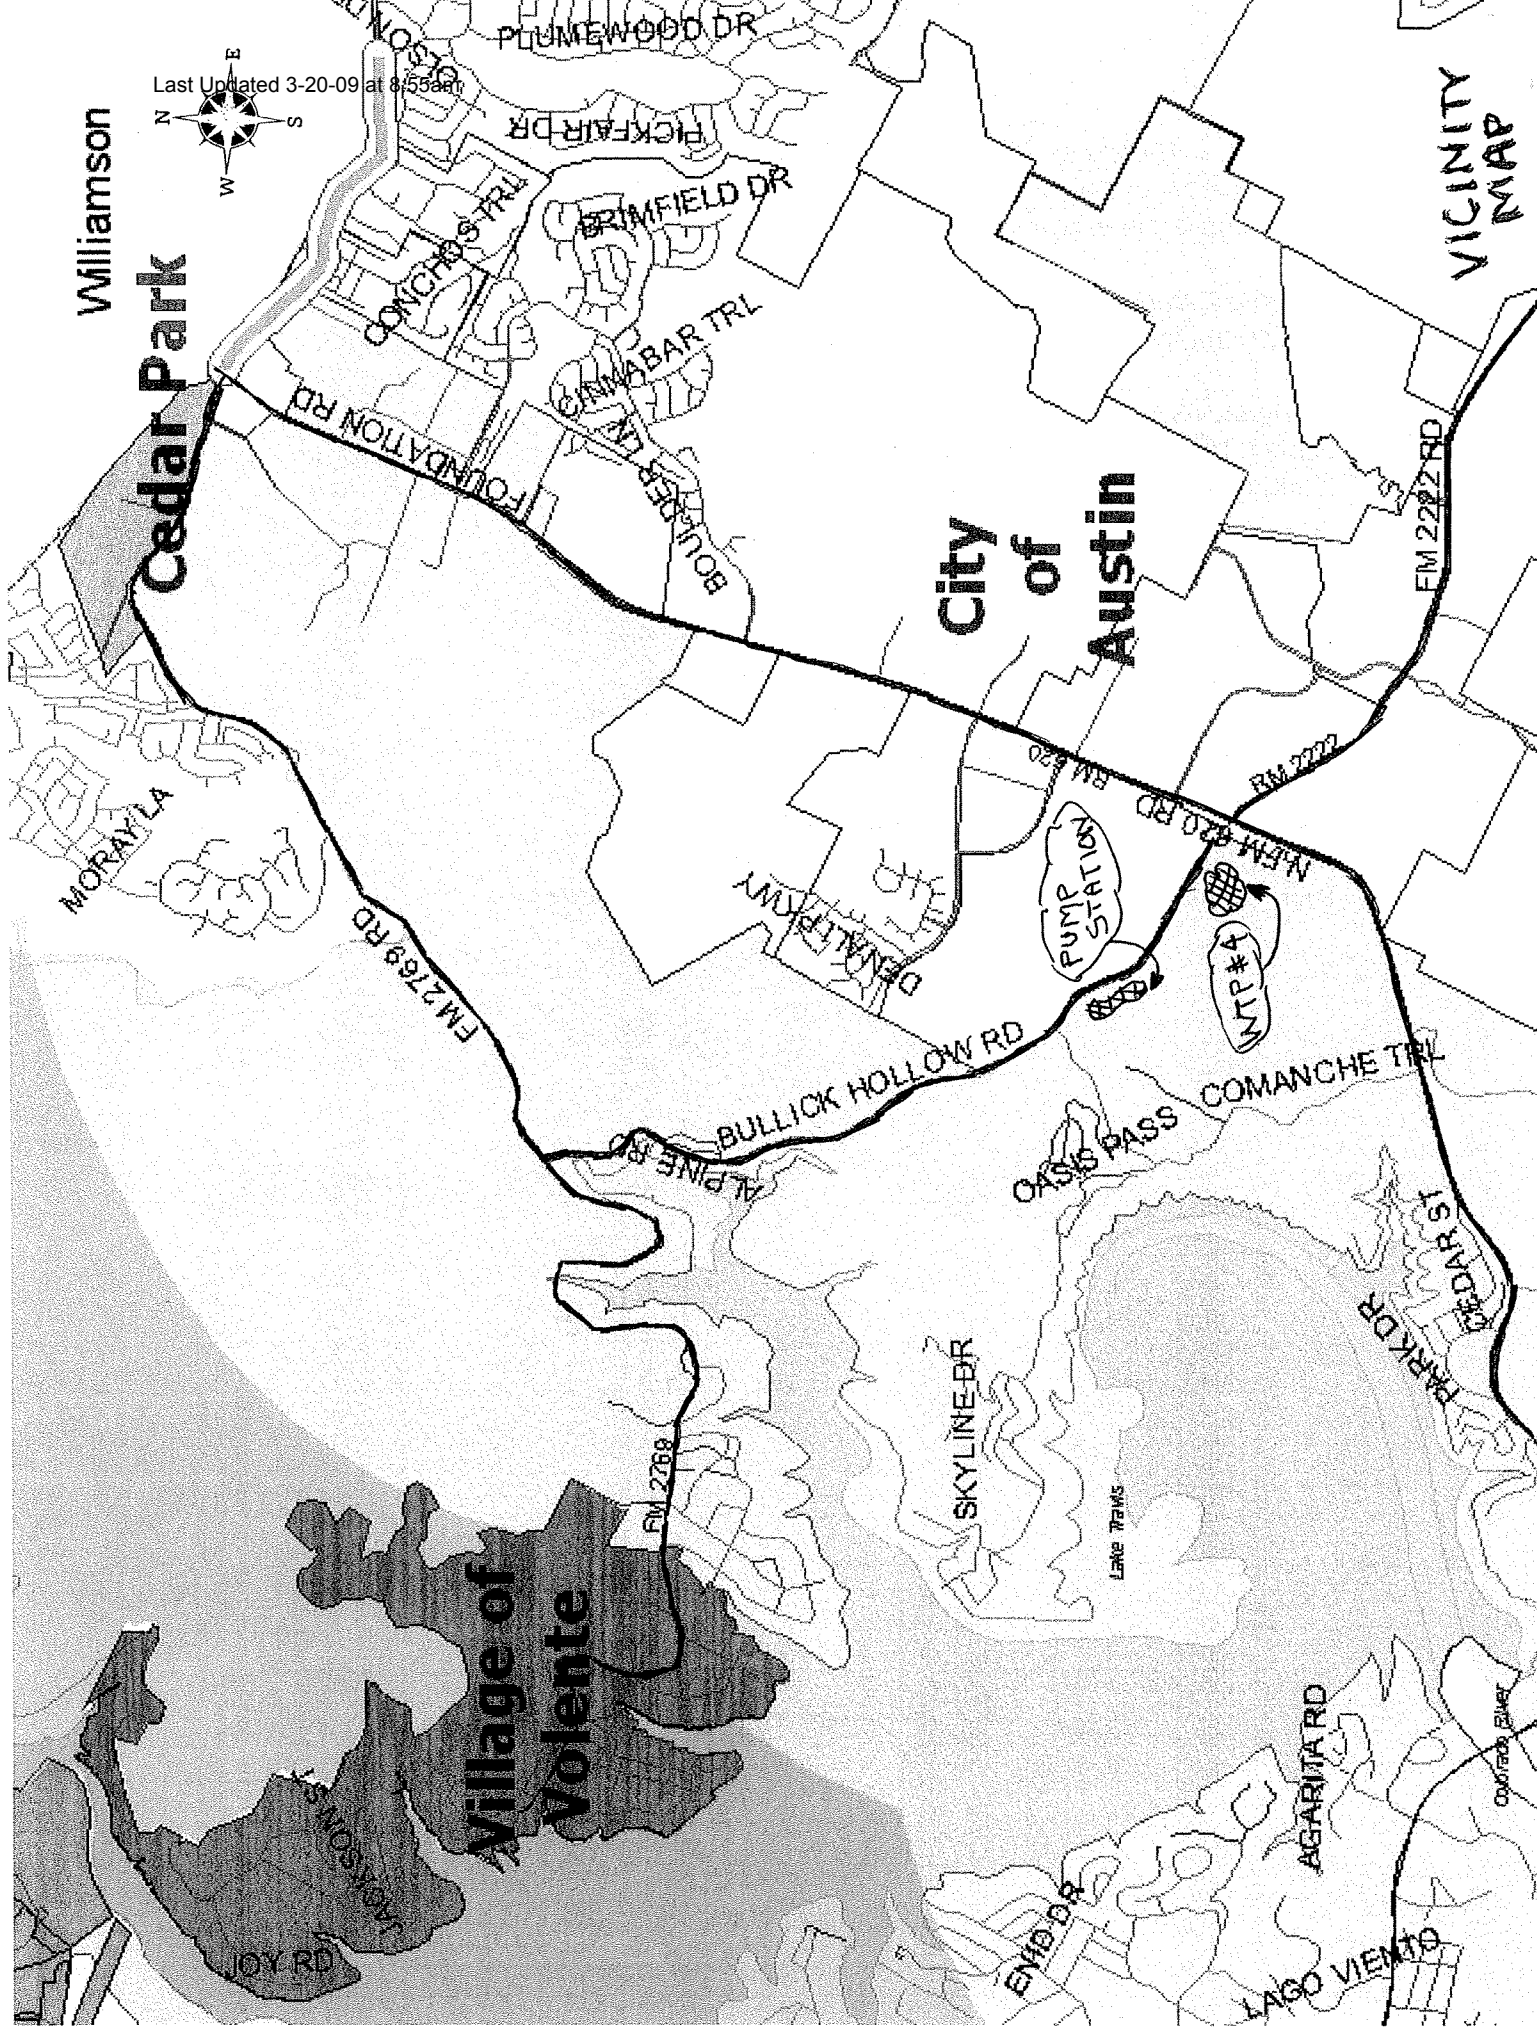 Last Updated 3-20-09 at 8:55am
Williamson
Cedar Park
N
E
S
W
PLUMEWOOD DR
PICKFAIR DR
BRIMFIELD DR
CONCHOS TRL
CINNABAR TRL
BOULDER LN
FOUNDATION RD
MORAY LA
FM 2769 RD
City
of
Austin
VICINITY
MAP
FM 2222 RD
RM 2222
RM 620
N FM 620 RD
PUMP
STATION
WTP#4
DENALI PKWY
BULLICK HOLLOW RD
ALPINE RD
OASIS PASS
COMANCHE TRL
CEDAR ST
PARK DR
SKYLINE DR
Lake Travis
FM 2769
Village of
Volente
JACKSON ST
JOY RD
ENID DR
LAGO VIENTO
AGARITA RD
Colorado River